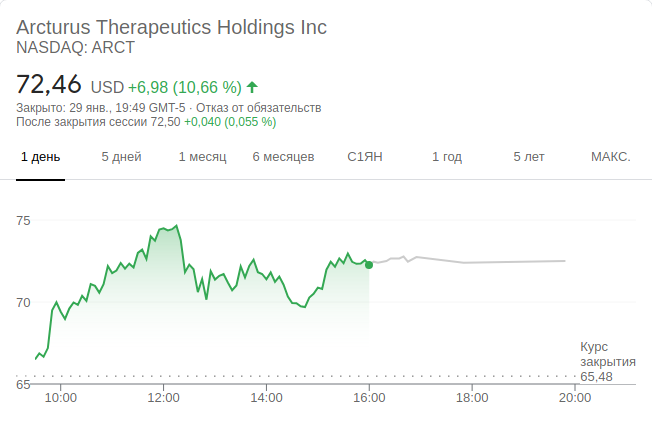 Arcturus Therapeutics Holdings Inc
NASDAQ: ARCT
72,46 USD +6,98 (10,66 %)
Закрыто: 29 янв., 19:49 GMT-5 · Отказ от обязательств
После закрытия сессии 72,50 +0,040 (0,055 %)
1 день 5 дней 1 месяц 6 месяцев С1ЯН 1 год 5 лет МАКС.
75
70
Курс
закрытия
65,48
65
10:00 12:00 14:00 16:00 18:00 20:00